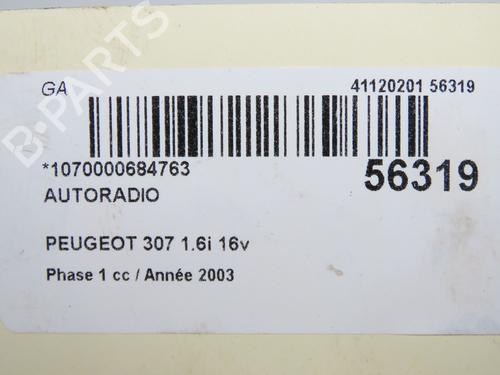 GA
41120201 56319
*1070000684763
56319
AUTORADIO
PEUGEOT 307 1.6i 16v
Phase 1 cc / Année 2003
B-PARTS